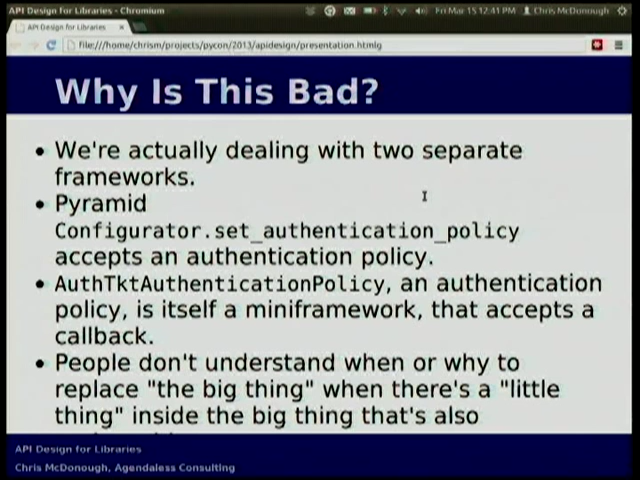 API Design for Libraries - Chromium
Fri Mar 15 12:41 PM Chris McDonough
API Design for Libraries
file:///home/chrism/projects/pycon/2013/apidesign/presentation.html
Why Is This Bad?
• We're actually dealing with two separate
frameworks.
• Pyramid
Configurator.set_authentication_policy
accepts an authentication policy.
• AuthTktAuthenticationPolicy, an authentication
policy, is itself a miniframework, that accepts a
callback.
• People don't understand when or why to
replace "the big thing" when there's a "little
thing" inside the big thing that's also
API Design for Libraries
Chris McDonough, Agendaless Consulting